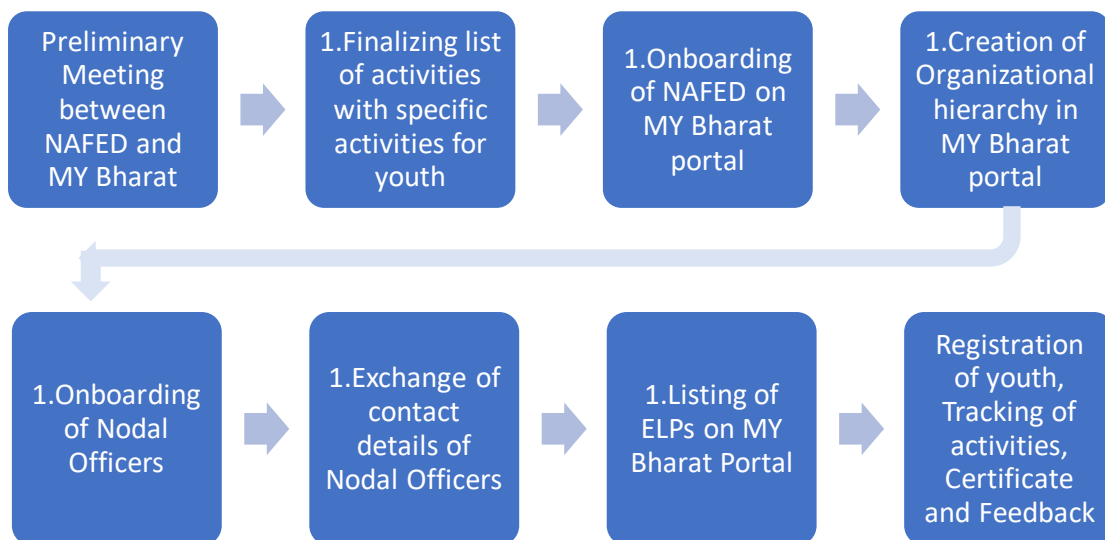 Preliminary
Meeting
between
NAFED and
MY Bharat
1.Finalizing list
of activities
with specific
activities for
youth
1.Onboarding
of NAFED on
MY Bharat
portal
1.Creation of
Organizational
hierarchy in
MY Bharat
portal
1.Onboarding
of Nodal
Officers
1.Exchange of
contact
details of
Nodal Officers
1.Listing of
ELPs on MY
Bharat Portal
Registration
of youth,
Tracking of
activities,
Certificate
and Feedback